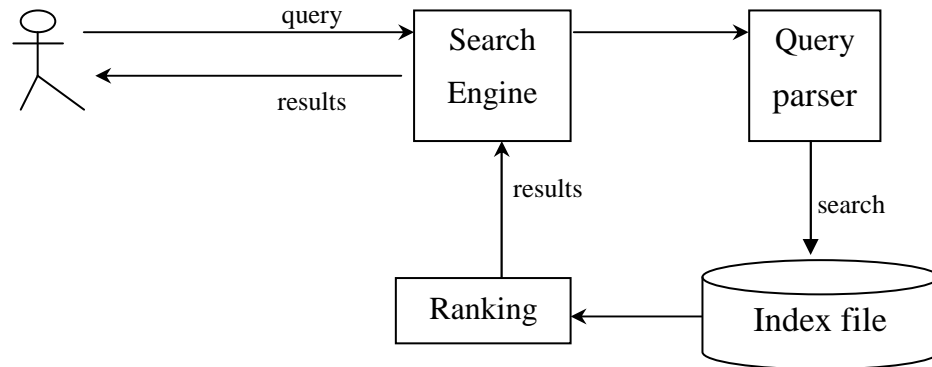 query
Search
Engine
Query
parser
results
results
search
Ranking
Index file